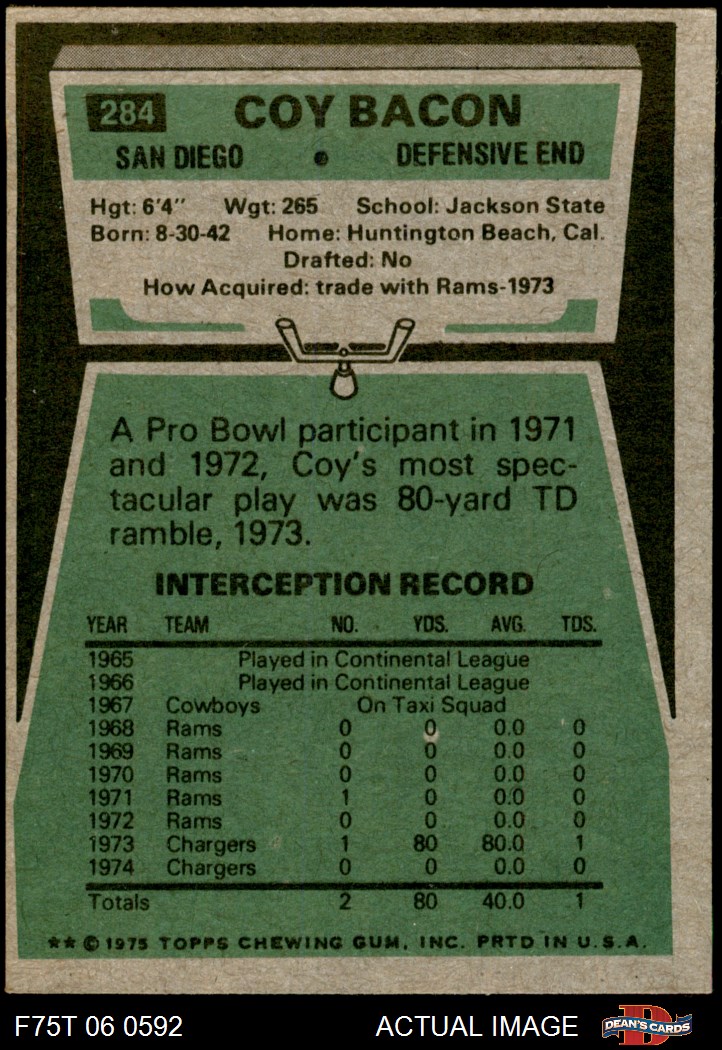 284 COY BACON
SAN DIEGO • DEFENSIVE END
Hgt: 6'4" Wgt: 265 School: Jackson State
Born: 8-30-42 Home: Huntington Beach, Cal.
Drafted: No
How Acquired: trade with Rams-1973
A Pro Bowl participant in 1971
and 1972, Coy's most spec-
tacular play was 80-yard TD
ramble, 1973.
INTERCEPTION RECORD
YEAR TEAM NO. YDS. AVG. TDS.
1965 Played in Continental League
1966 Played in Continental League
1967 Cowboys On Taxi Squad
1968 Rams 0 0 0.0 0
1969 Rams 0 0 0.0 0
1970 Rams 0 0 0.0 0
1971 Rams 1 0 0.0 0
1972 Rams 0 0 0.0 0
1973 Chargers 1 80 80.0 1
1974 Chargers 0 0 0.0 0
Totals 2 80 40.0 1
** © 1975 TOPPS CHEWING GUM, INC. PRTD IN U.S.A.
F75T 06 0592 ACTUAL IMAGE D DEAN'S CARDS